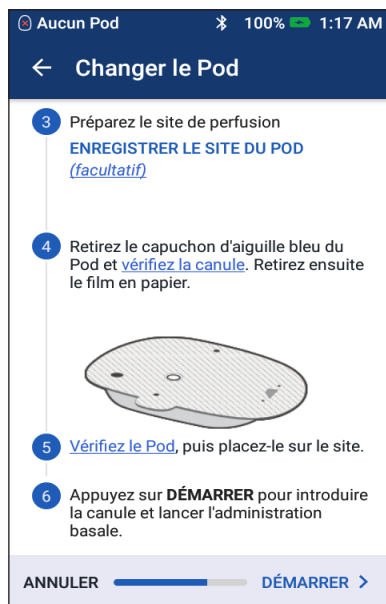 Aucun Pod 100% 1:17 AM
Changer le Pod
3 Préparez le site de perfusion
ENREGISTRER LE SITE DU POD
(facultatif)
4 Retirez le capuchon d'aiguille bleu du
Pod et vérifiez la canule. Retirez ensuite
le film en papier.
5 Vérifiez le Pod, puis placez-le sur le site.
6 Appuyez sur DÉMARRER pour introduire
la canule et lancer l'administration
basale.
ANNULER DÉMARRER